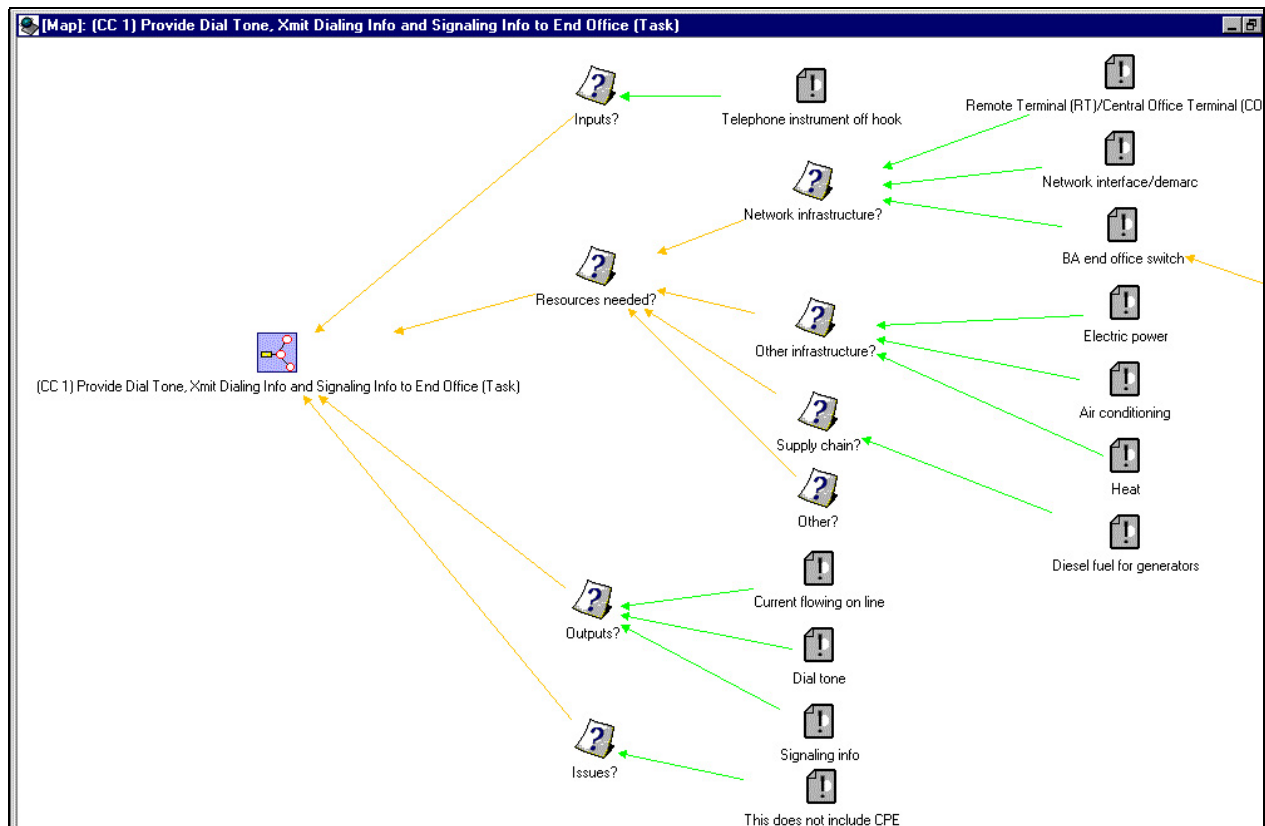 [Map]: (CC 1) Provide Dial Tone, Xmit Dialing Info and Signaling Info to End Office (Task)
Inputs?
Telephone instrument off hook
Remote Terminal (RT)/Central Office Terminal (CO
Network interface/demarc
Network infrastructure?
BA end office switch
Resources needed?
Electric power
Other infrastructure?
(CC 1) Provide Dial Tone, Xmit Dialing Info and Signaling Info to End Office (Task)
Air conditioning
Supply chain?
Heat
Other?
Diesel fuel for generators
Current flowing on line
Outputs?
Dial tone
Signaling info
Issues?
This does not include CPE